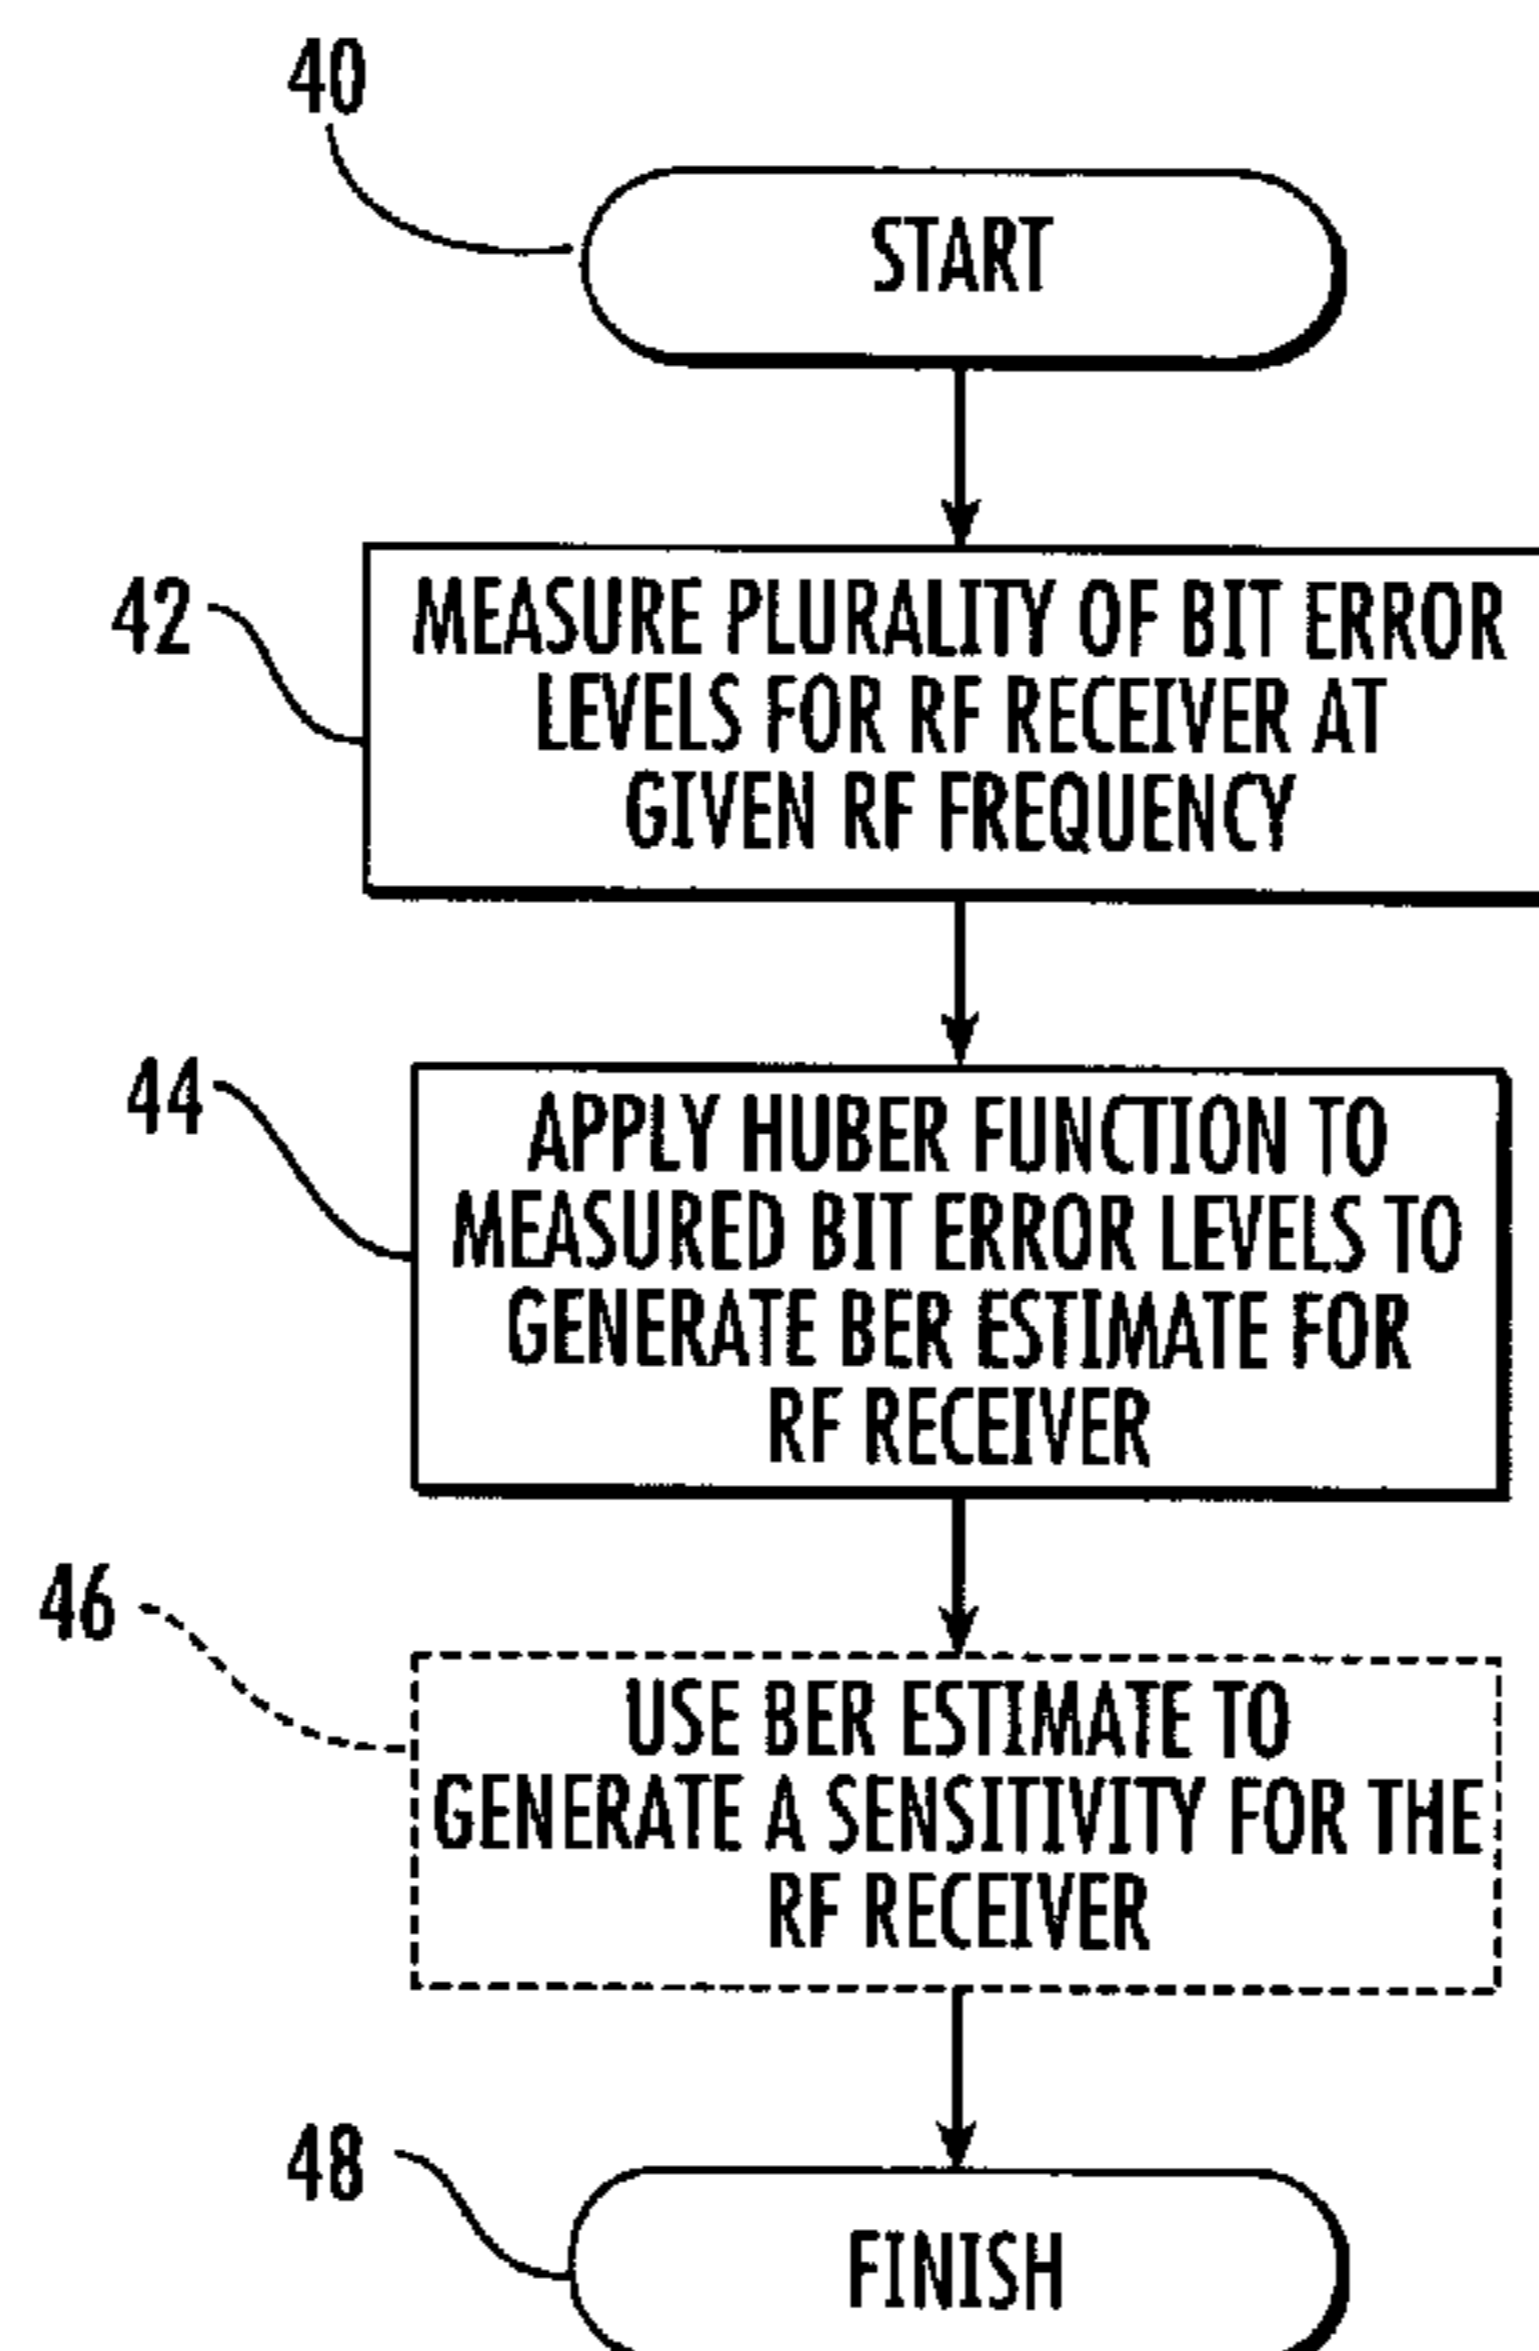 40
START
42
MEASURE PLURALITY OF BIT ERROR
LEVELS FOR RF RECEIVER AT
GIVEN RF FREQUENCY
44
APPLY HUBER FUNCTION TO
MEASURED BIT ERROR LEVELS TO
GENERATE BER ESTIMATE FOR
RF RECEIVER
46
USE BER ESTIMATE TO
GENERATE A SENSITIVITY FOR THE
RF RECEIVER
48
FINISH